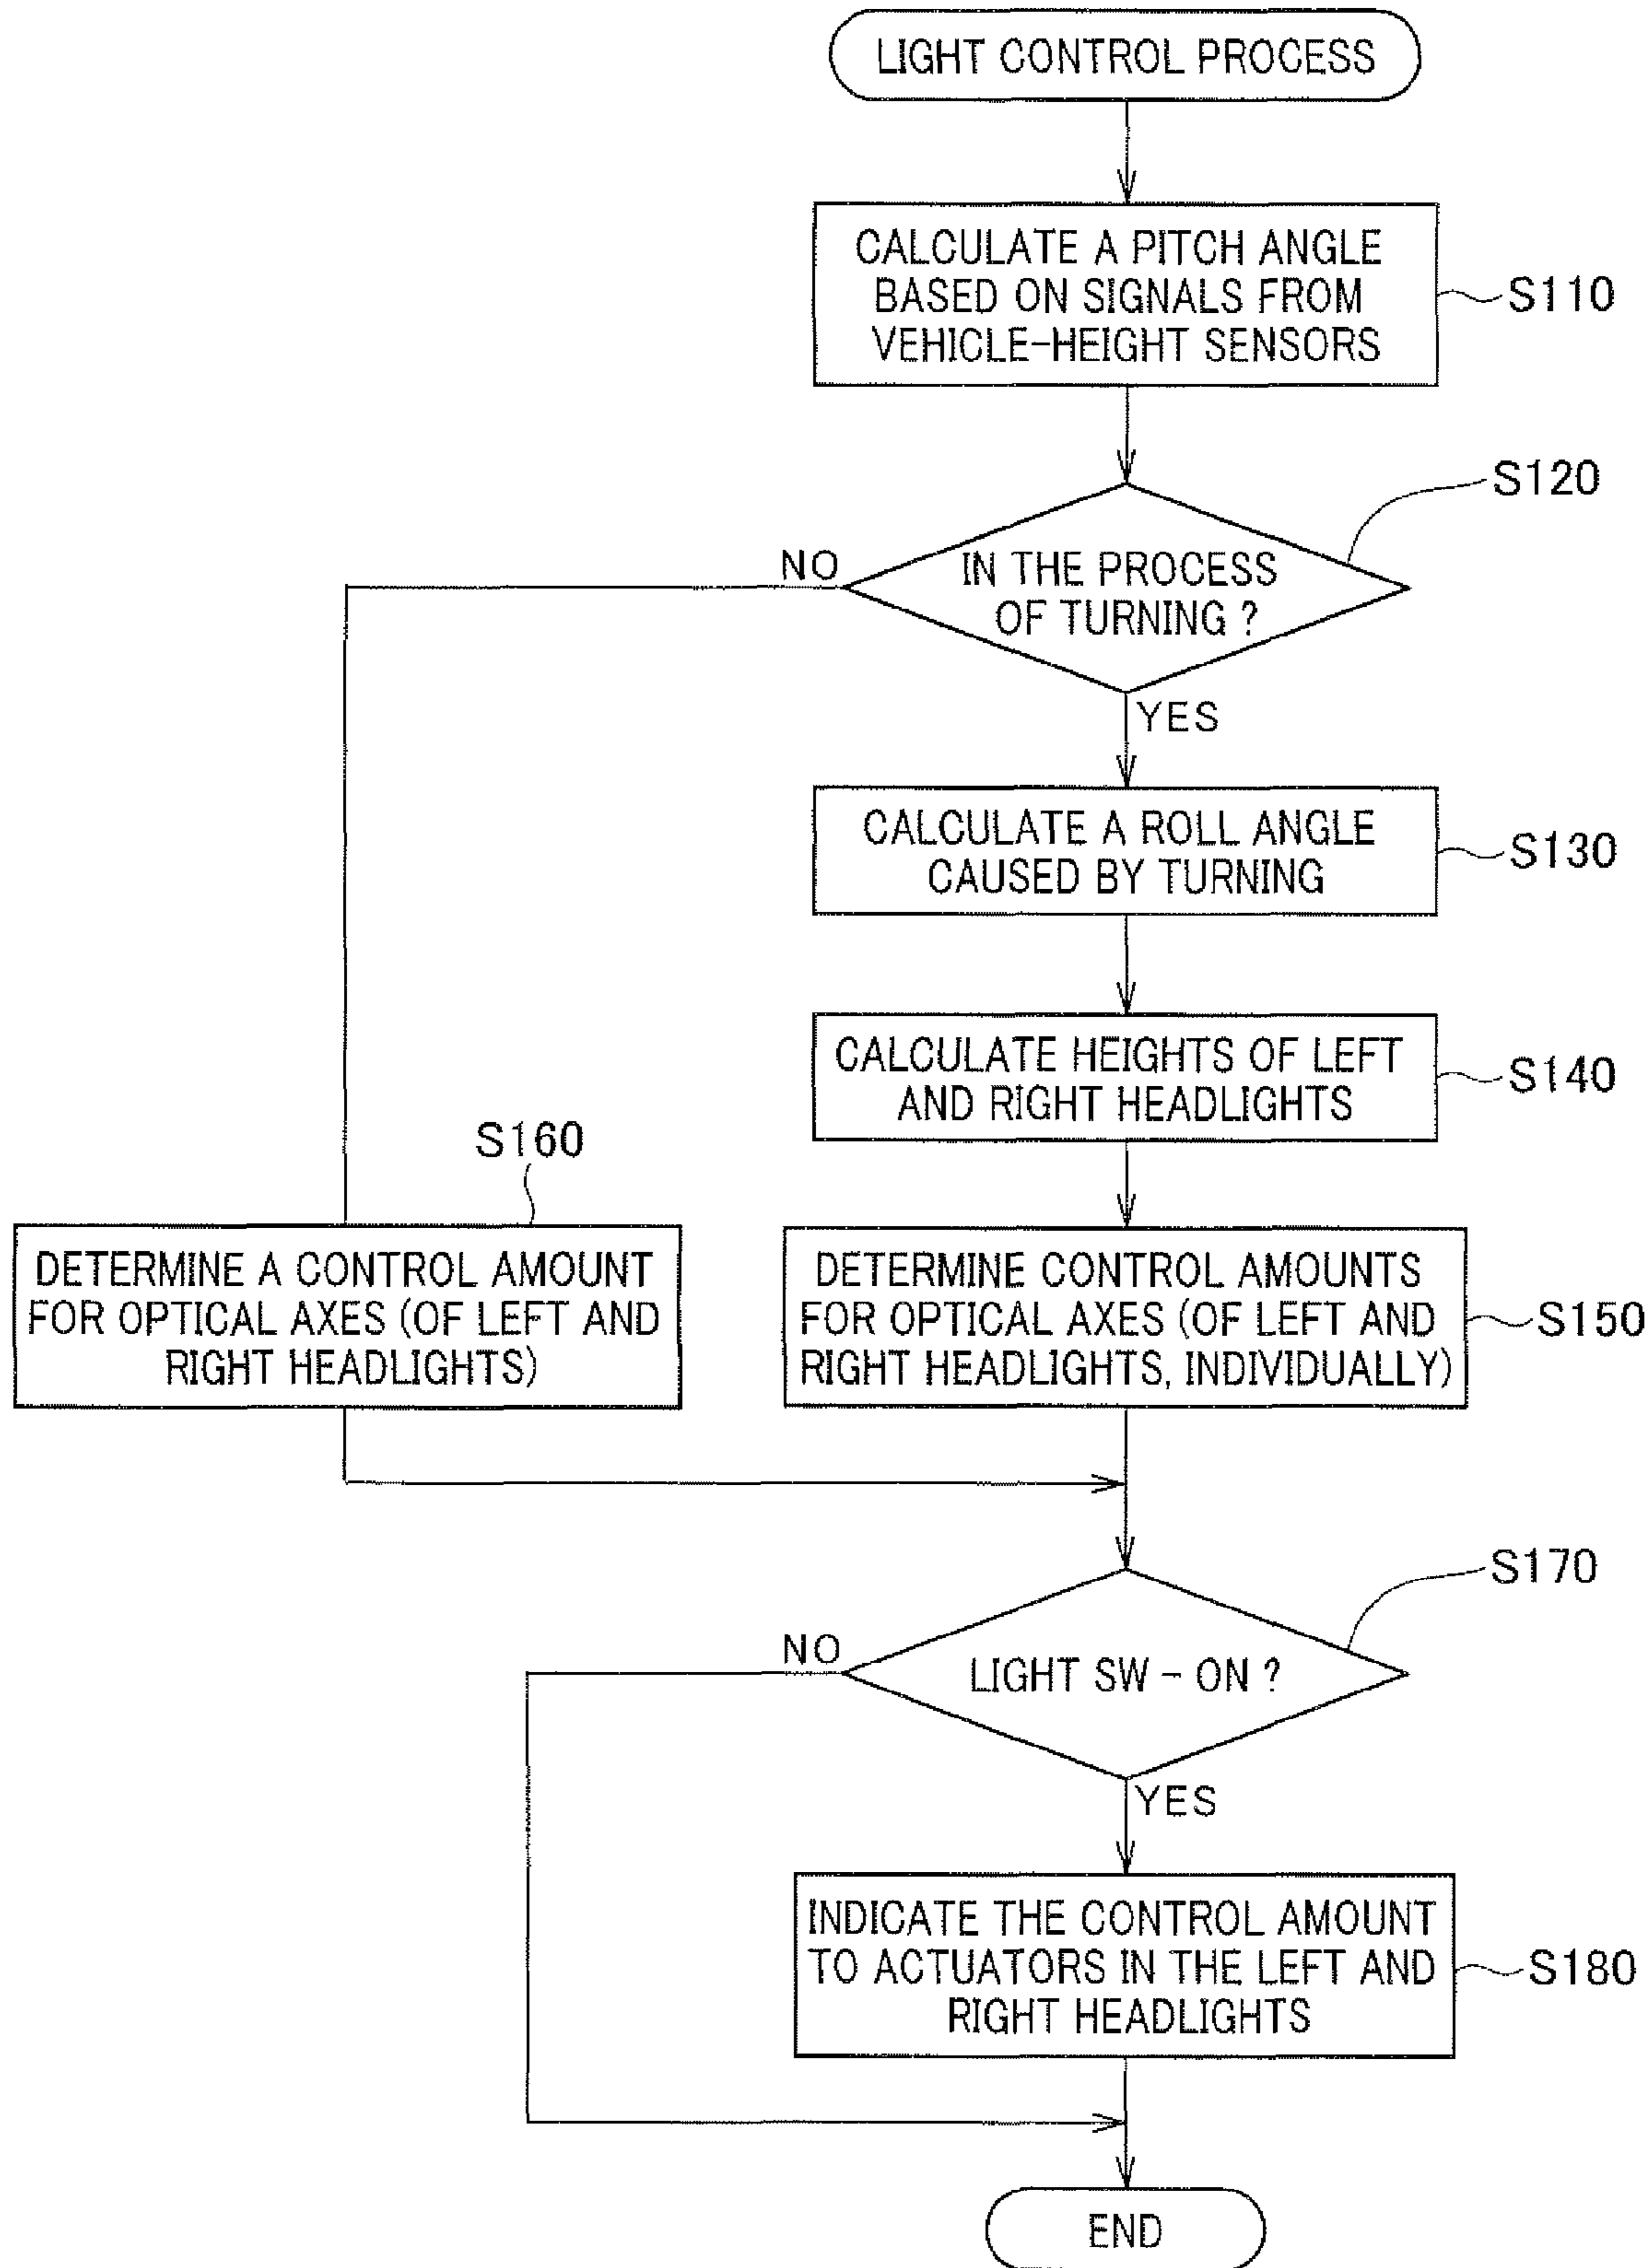 LIGHT CONTROL PROCESS
CALCULATE A PITCH ANGLE
BASED ON SIGNALS FROM
VEHICLE-HEIGHT SENSORS
S110
S120
NO
IN THE PROCESS
OF TURNING ?
YES
CALCULATE A ROLL ANGLE
CAUSED BY TURNING
S130
CALCULATE HEIGHTS OF LEFT
AND RIGHT HEADLIGHTS
S140
S160
DETERMINE A CONTROL AMOUNT
FOR OPTICAL AXES (OF LEFT AND
RIGHT HEADLIGHTS)
DETERMINE CONTROL AMOUNTS
FOR OPTICAL AXES (OF LEFT AND
RIGHT HEADLIGHTS, INDIVIDUALLY)
S150
S170
NO
LIGHT SW - ON ?
YES
INDICATE THE CONTROL AMOUNT
TO ACTUATORS IN THE LEFT AND
RIGHT HEADLIGHTS
S180
END